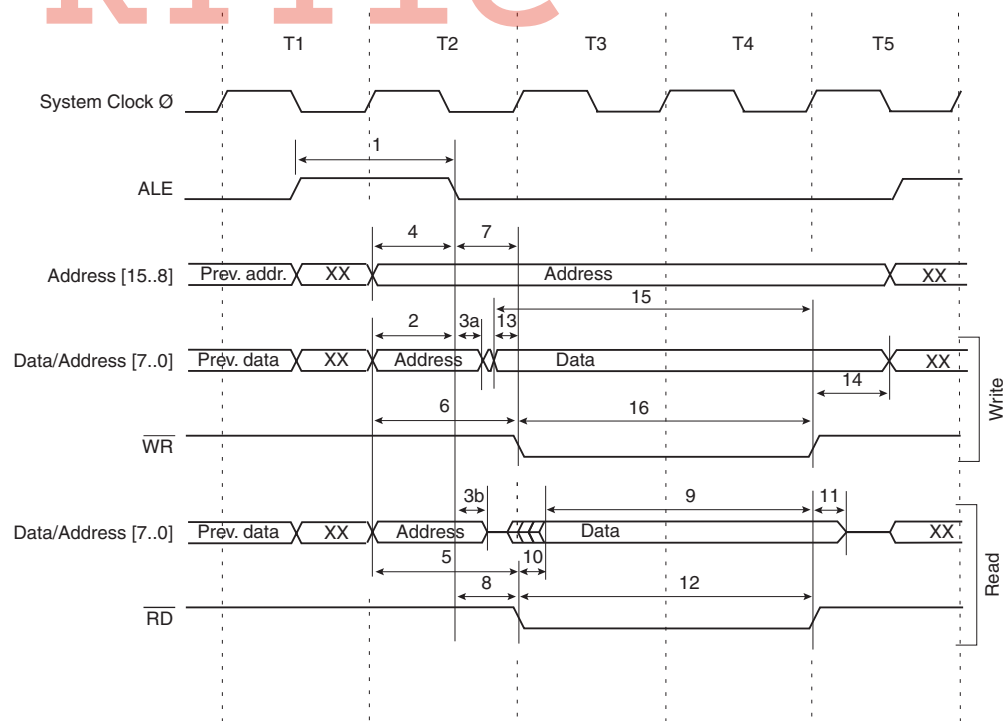 T1 T2 T3 T4 T5
System Clock Ø
1
ALE
4 7
Address [15..8] Prev. addr. XX Address XX
15
2 3a 13
Data/Address [7..0] Prev. data XX Address Data XX
14
6 16
WR
Write
3b 9 11
Data/Address [7..0] Prev. data XX Address Data XX
5 10
8 12
RD
Read